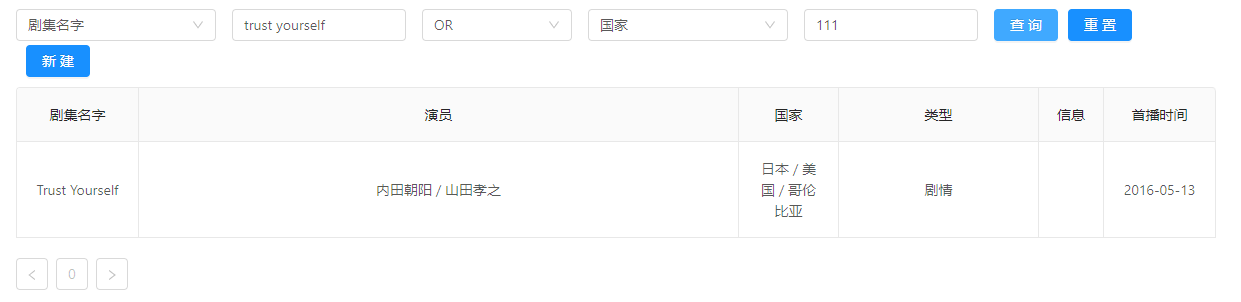 剧集名字 trust yourself OR 国家 111 查 询 重 置
新 建
剧集名字 演员 国家 类型 信息 首播时间
Trust Yourself 内田朝阳 / 山田孝之 日本 / 美
国 / 哥伦
比亚 剧情 2016-05-13
< 0 >